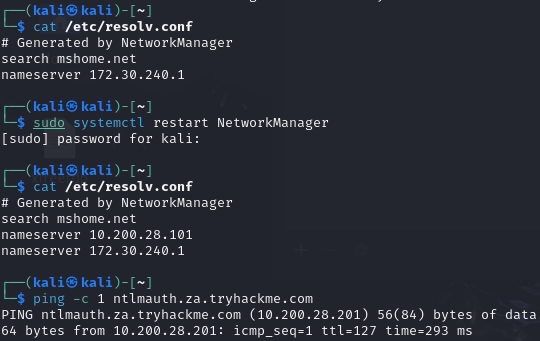 ┌──(kali㉿kali)-[~]
└─$ cat /etc/resolv.conf
# Generated by NetworkManager
search mshome.net
nameserver 172.30.240.1
┌──(kali㉿kali)-[~]
└─$ sudo systemctl restart NetworkManager
[sudo] password for kali:
┌──(kali㉿kali)-[~]
└─$ cat /etc/resolv.conf
# Generated by NetworkManager
search mshome.net
nameserver 10.200.28.101
nameserver 172.30.240.1
┌──(kali㉿kali)-[~]
└─$ ping -c 1 ntlmauth.za.tryhackme.com
PING ntlmauth.za.tryhackme.com (10.200.28.201) 56(84) bytes of data
64 bytes from 10.200.28.201: icmp_seq=1 ttl=127 time=293 ms